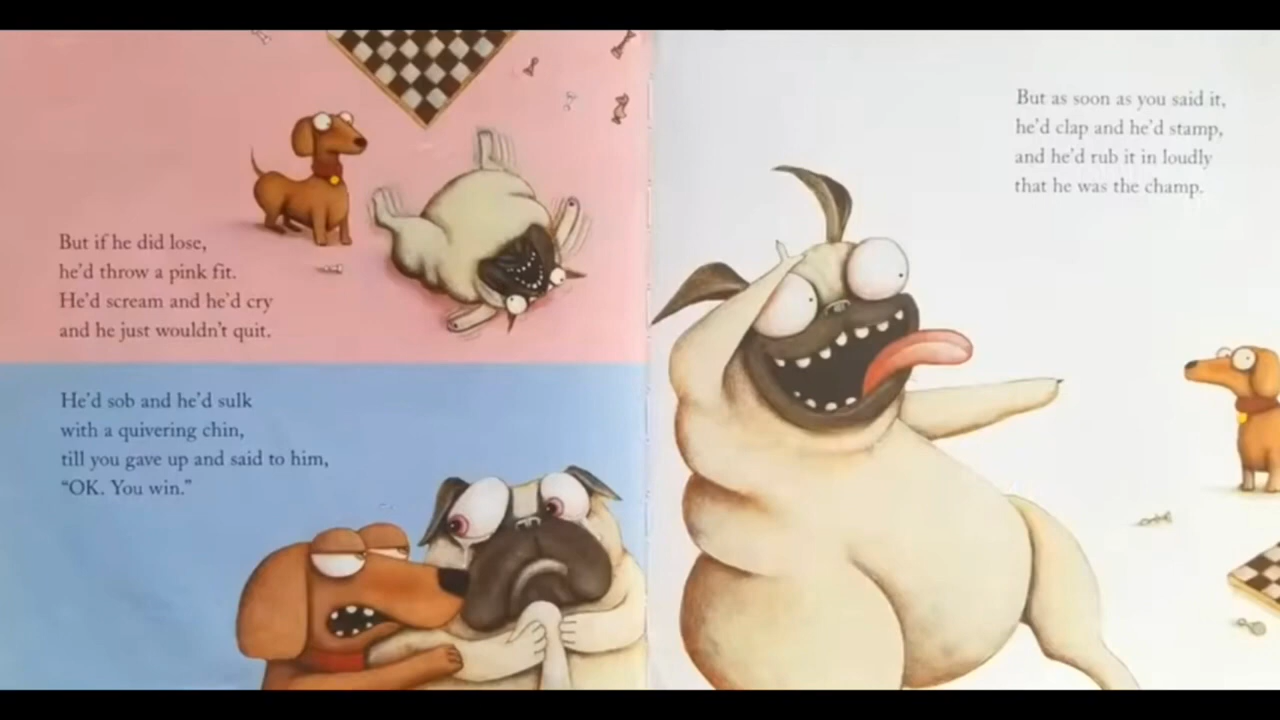 But if he did lose,
he'd throw a pink fit.
He'd scream and he'd cry
and he just wouldn't quit.
He'd sob and he'd sulk
with a quivering chin,
till you gave up and said to him,
“OK. You win.”
But as soon as you said it,
he'd clap and he'd stamp,
and he'd rub it in loudly
that he was the champ.